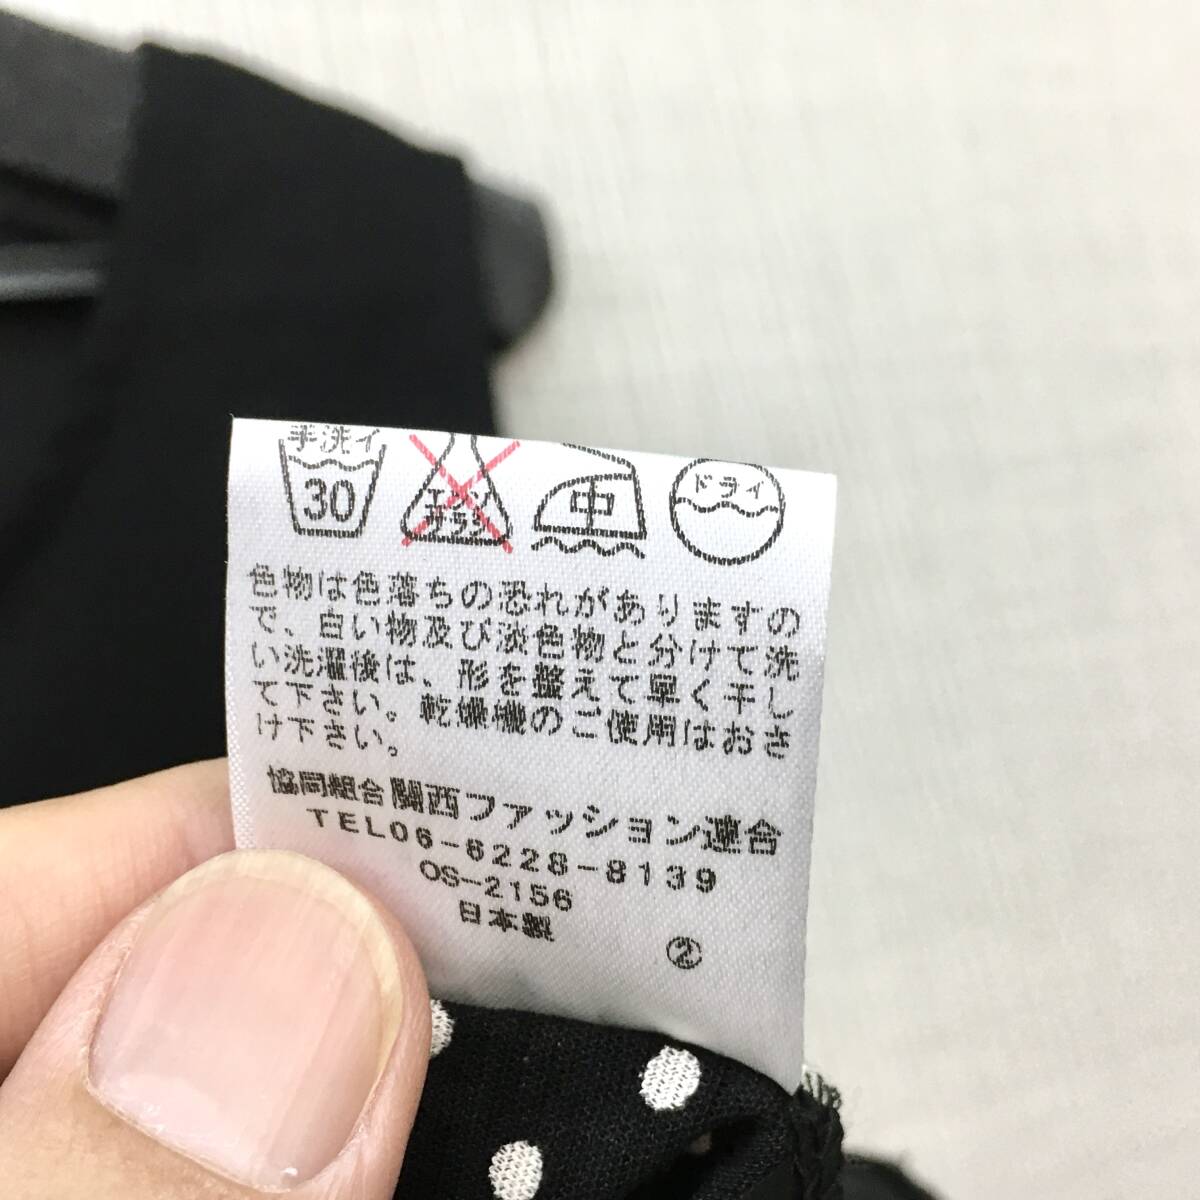 手洗イ
30
エンソ
サラシ
中
ドライ
色物は色落ちの恐れがありますの
で、白い物及び淡色物と分けて洗
い洗濯後は、形を整えて早く干し
て下さい。乾燥機のご使用はおさ
け下さい。
協同組合関西ファッション連合
TEL06-6228-8139
OS-2156
日本製
②